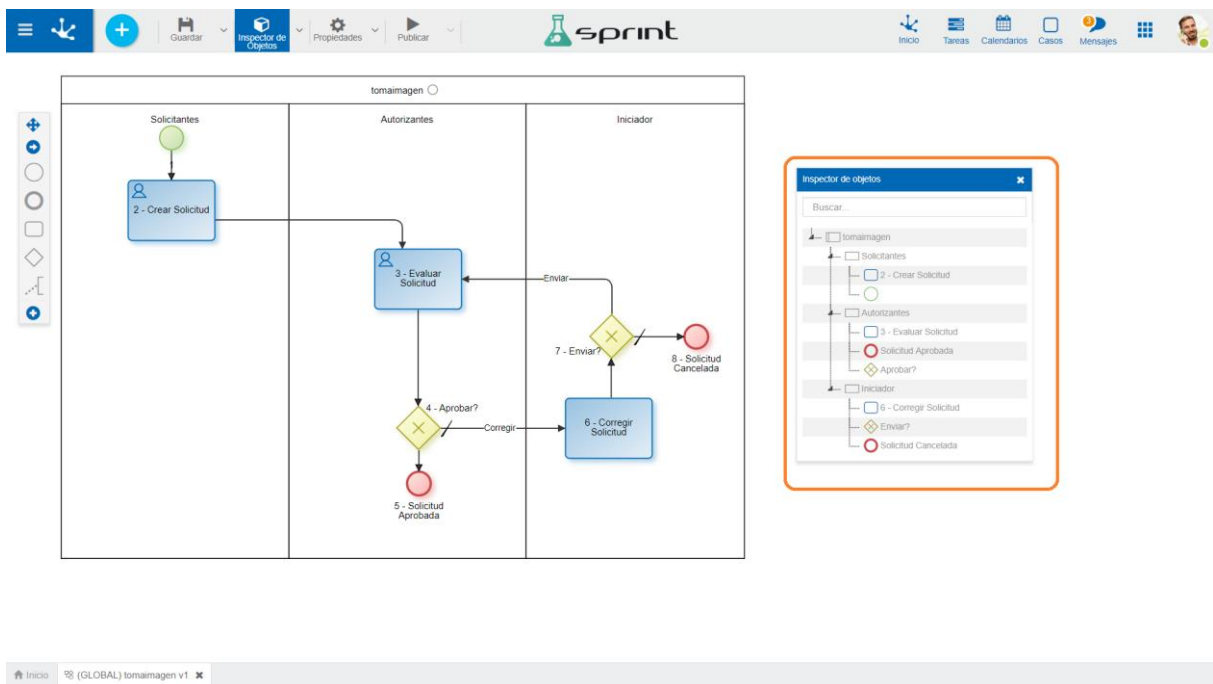 Guardar
Inspector de
Objetos
Propiedades
Publicar
sprint
Inicio
Tareas
Calendarios
Casos
3
Mensajes
tomaimagen
Solicitantes
Autorizantes
Iniciador
2 - Crear Solicitud
3 - Evaluar
Solicitud
Enviar
7 - Enviar?
8 - Solicitud
Cancelada
4 - Aprobar?
Corregir
6 - Corregir
Solicitud
5 - Solicitud
Aprobada
Inspector de objetos
Buscar...
tomaimagen
Solicitantes
2 - Crear Solicitud
Autorizantes
3 - Evaluar Solicitud
Solicitud Aprobada
Aprobar?
Iniciador
6 - Corregir Solicitud
Enviar?
Solicitud Cancelada
Inicio
(GLOBAL) tomaimagen v1